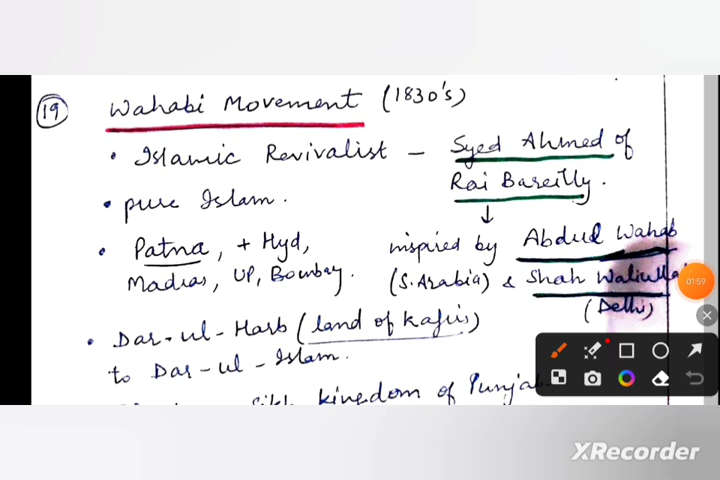 19 Wahabi Movement (1830's)
• Islamic Revivalist – Syed Ahmed of
Rai Bareilly.
• pure Islam.
• Patna, + Hyd,
Madras, UP, Bombay.
inspired by Abdul Wahab
(S. Arabia) & Shah Waliulla
(Delhi)
• Dar-ul-Harb (land of Kafirs)
to Dar-ul-Islam.
kingdom of Punjab
01:59
XRecorder